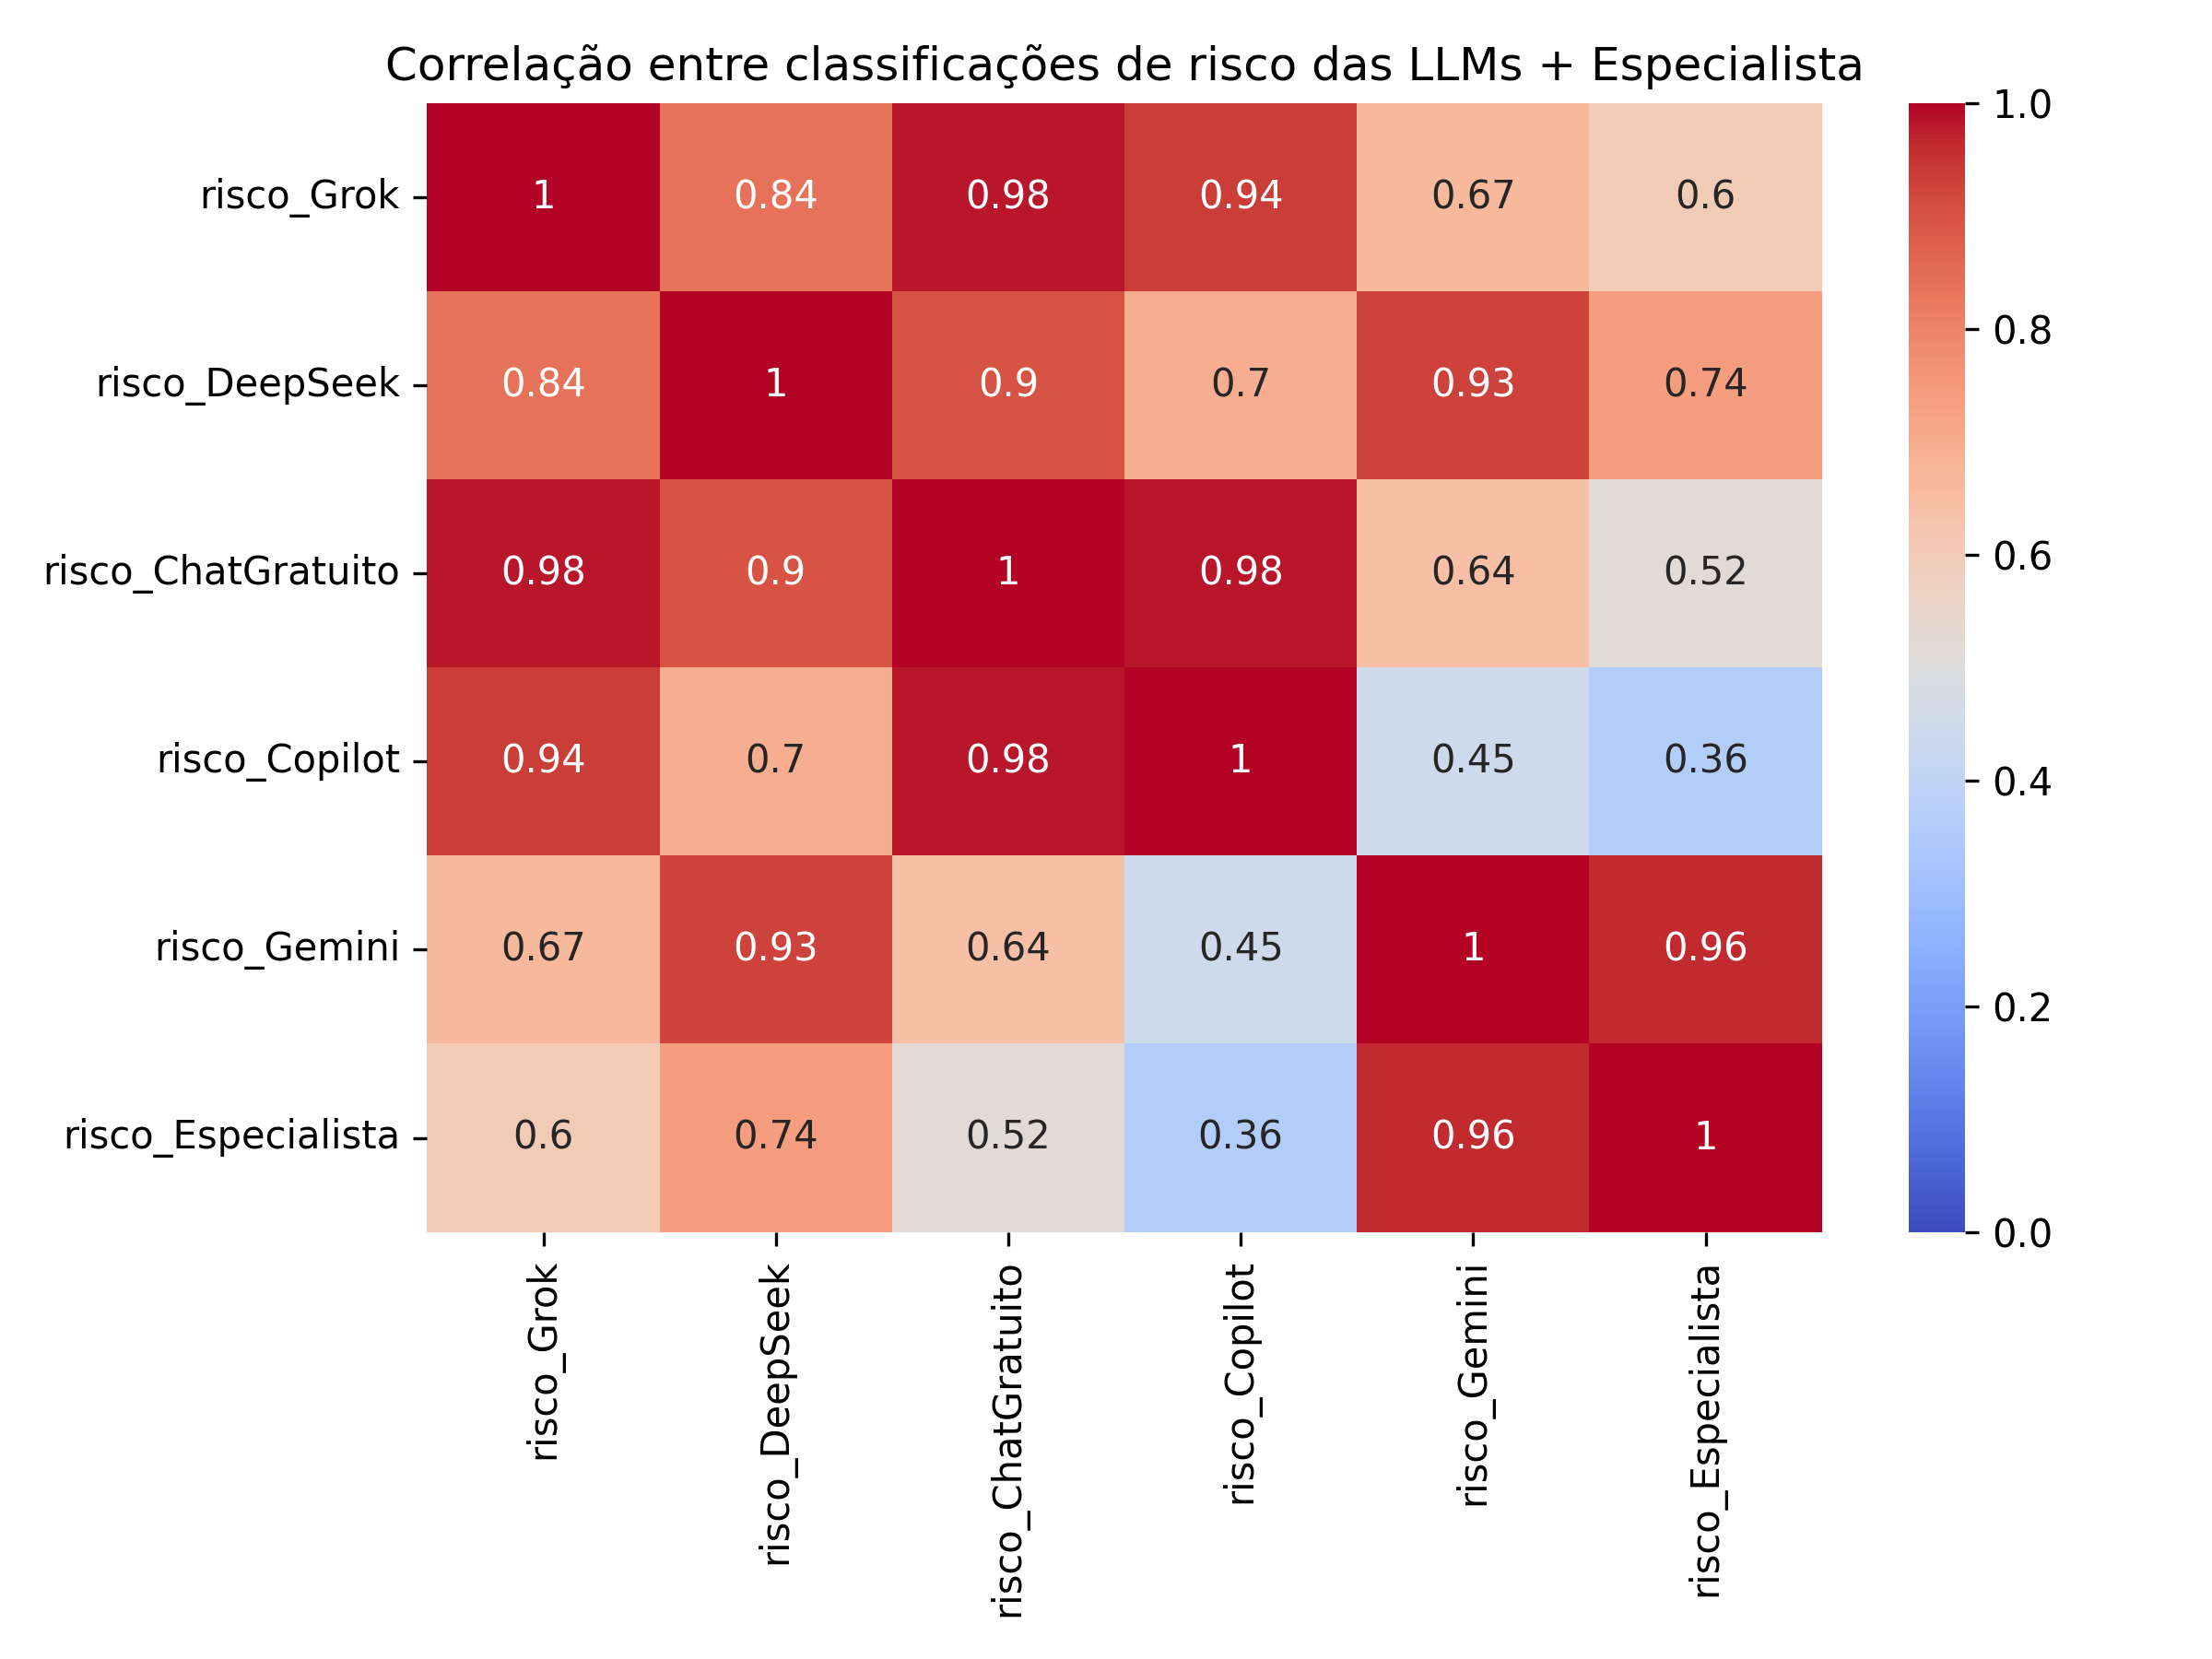 Correlação entre classificações de risco das LLMs + Especialista
risco_Grok 1 0.84 0.98 0.94 0.67 0.6
risco_DeepSeek 0.84 1 0.9 0.7 0.93 0.74
risco_ChatGratuito 0.98 0.9 1 0.98 0.64 0.52
risco_Copilot 0.94 0.7 0.98 1 0.45 0.36
risco_Gemini 0.67 0.93 0.64 0.45 1 0.96
risco_Especialista 0.6 0.74 0.52 0.36 0.96 1
risco_Grok
risco_DeepSeek
risco_ChatGratuito
risco_Copilot
risco_Gemini
risco_Especialista
1.0
0.8
0.6
0.4
0.2
0.0